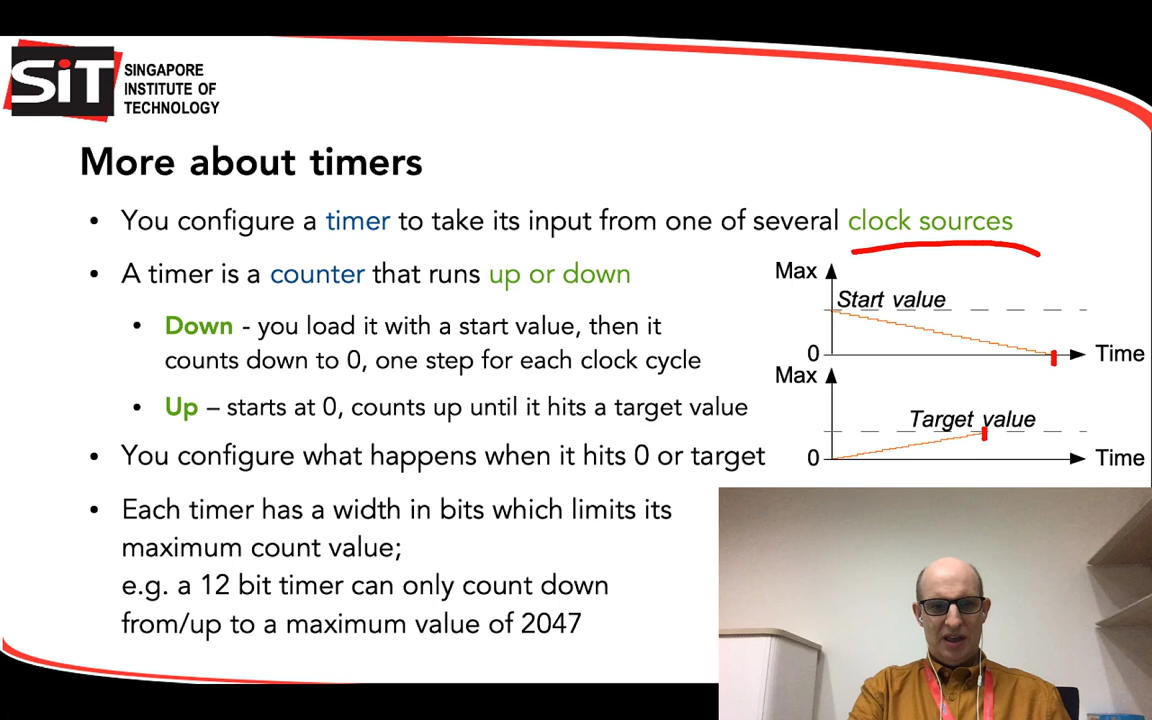 SiT SINGAPORE
INSTITUTE OF
TECHNOLOGY
More about timers
• You configure a timer to take its input from one of several clock sources
• A timer is a counter that runs up or down
• Down - you load it with a start value, then it
counts down to 0, one step for each clock cycle
• Up – starts at 0, counts up until it hits a target value
• You configure what happens when it hits 0 or target
• Each timer has a width in bits which limits its
maximum count value;
e.g. a 12 bit timer can only count down
from/up to a maximum value of 2047
Max
Start value
0
Time
Max
Target value
0
Time